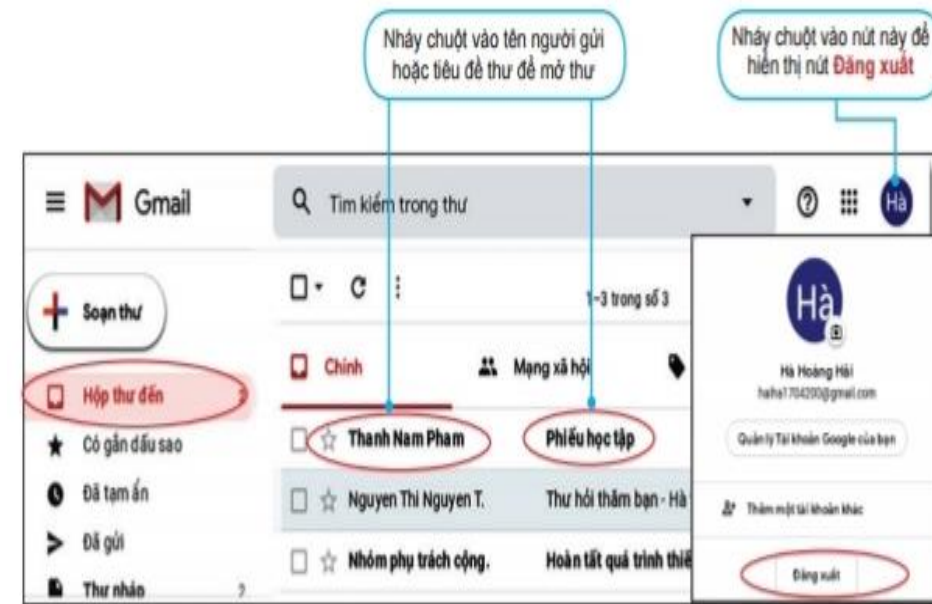 Nháy chuột vào tên người gửi
hoặc tiêu đề thư để mở thư
Nháy chuột vào nút này để
hiển thị nút Đăng xuất
Gmail
Tìm kiếm trong thư
Hà
Soạn thư
1–3 trong số 3
Hà
Chính
Mạng xã hội
Hộp thư đến
Hà Hoàng Hải
haiha1704200@gmail.com
Có gắn dấu sao
Thanh Nam Pham
Phiếu học tập
Quản lý Tài khoản Google của bạn
Đã tạm ẩn
Nguyen Thi Nguyen T.
Thư hỏi thăm bạn - Hà
Thêm một tài khoản khác
Đã gửi
Nhóm phụ trách cộng.
Hoàn tất quá trình thiế
Đăng xuất
Thư nháp
2